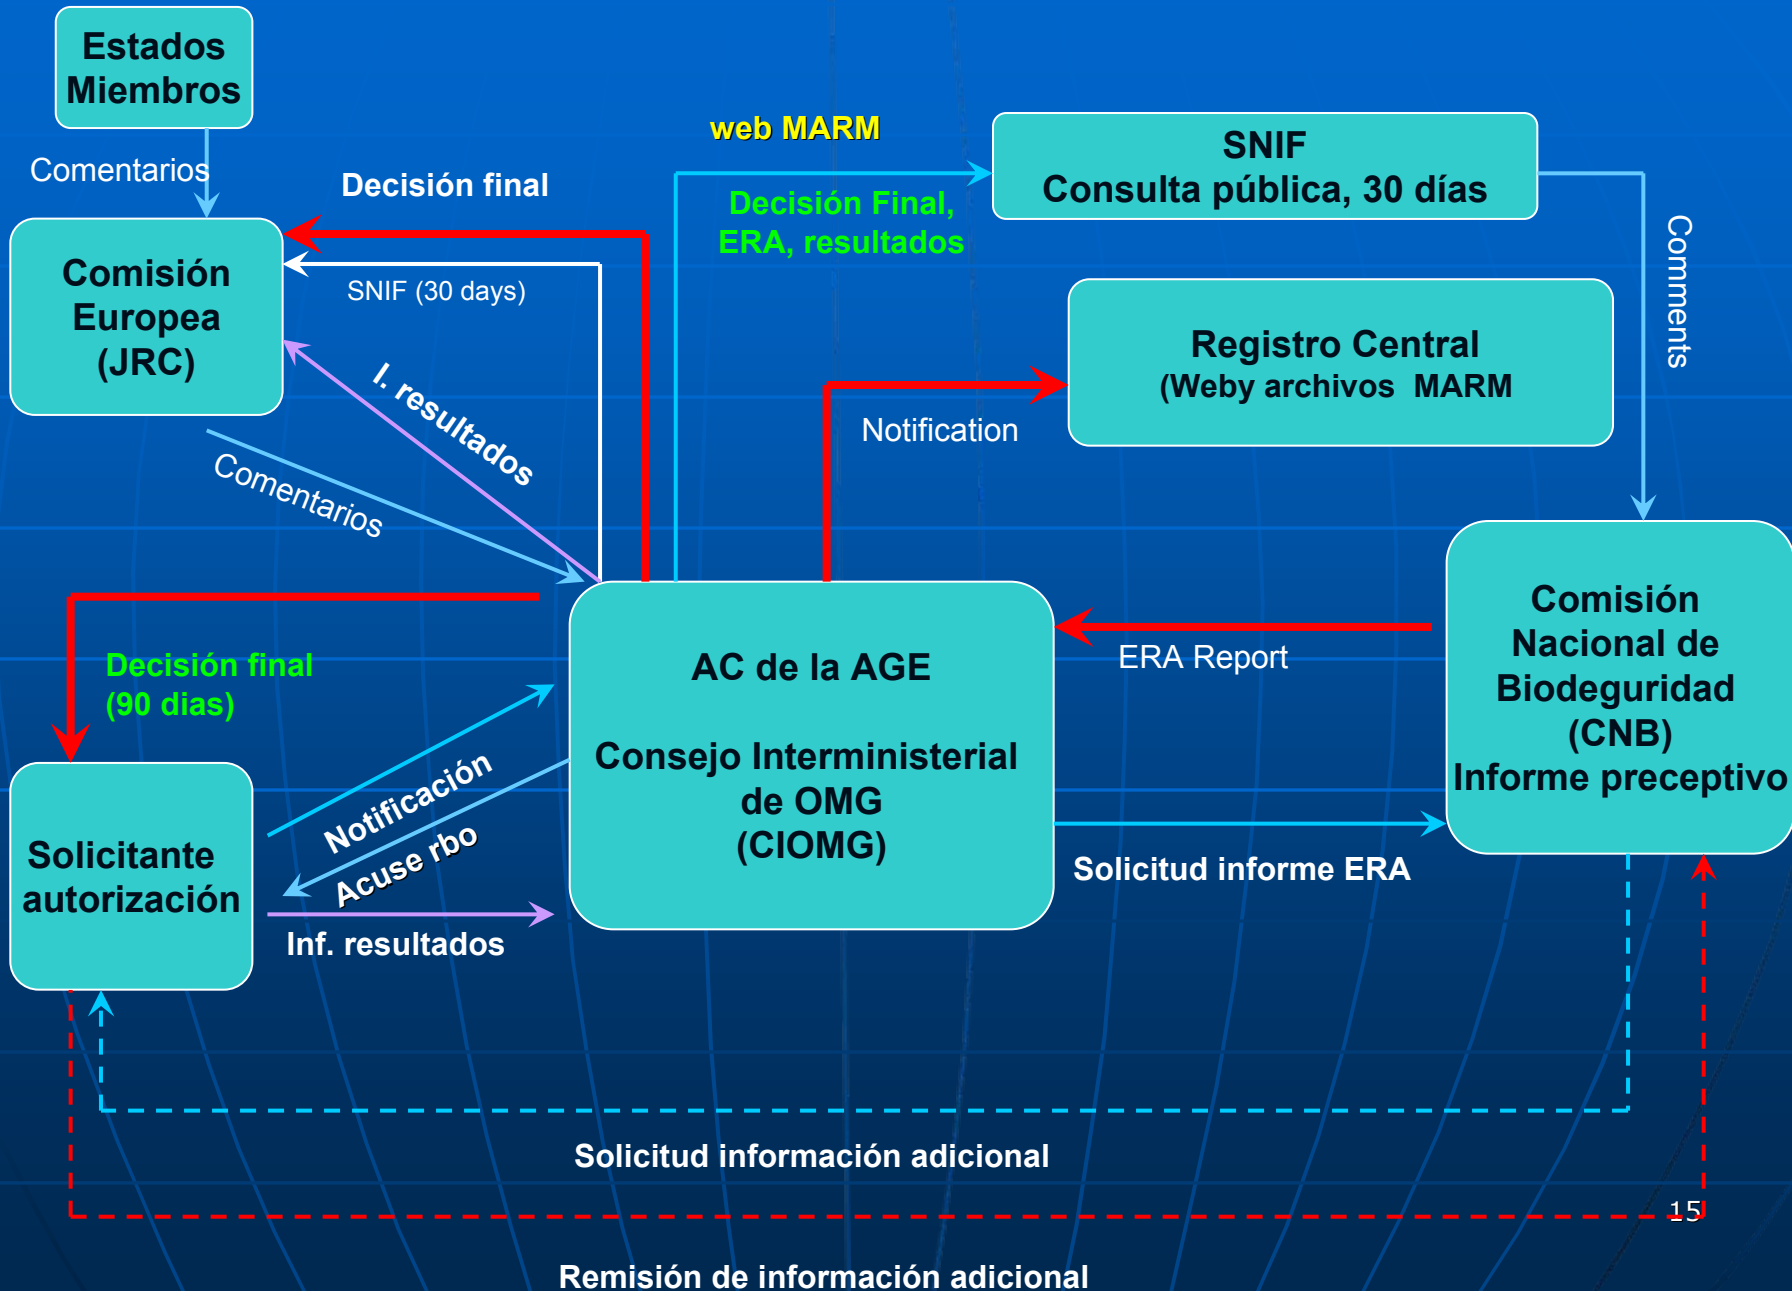 Estados
Miembros
Comentarios
Decisión final
web MARM
SNIF
Consulta pública, 30 días
Decisión Final,
ERA, resultados
Comments
Comisión
Europea
(JRC)
SNIF (30 days)
I. resultados
Comentarios
Registro Central
(Weby archivos MARM
Notification
Decisión final
(90 dias)
AC de la AGE
Consejo Interministerial
de OMG
(CIOMG)
ERA Report
Comisión
Nacional de
Biodeguridad
(CNB)
Informe preceptivo
Notificación
Acuse rbo
Solicitante
autorización
Inf. resultados
Solicitud informe ERA
Solicitud información adicional
15
Remisión de información adicional